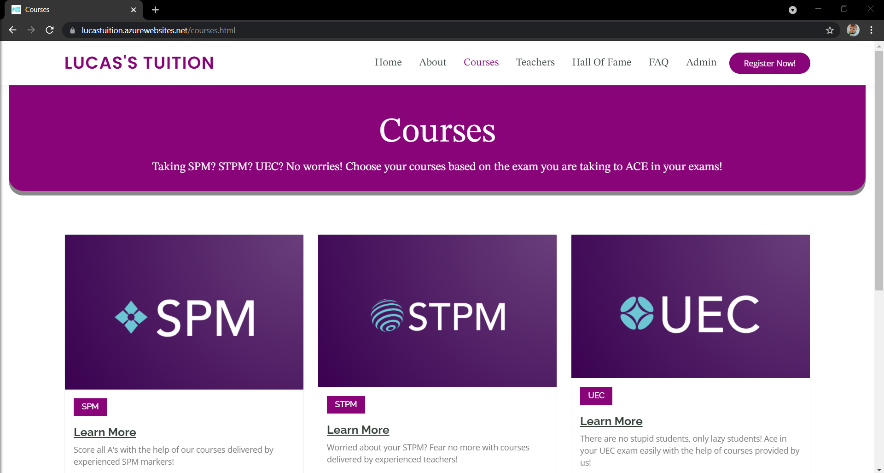 Courses
lucastuition.azurewebsites.net/courses.html
LUCAS'S TUITION
Home About Courses Teachers Hall Of Fame FAQ Admin Register Now!
Courses
Taking SPM? STPM? UEC? No worries! Choose your courses based on the exam you are taking to ACE in your exams!
SPM
STPM
UEC
SPM
Learn More
Score all A's with the help of our courses delivered by
experienced SPM markers!
STPM
Learn More
Worried about your STPM? Fear no more with courses
delivered by experienced teachers!
UEC
Learn More
There are no stupid students, only lazy students! Ace in
your UEC exam easily with the help of courses provided by
us!